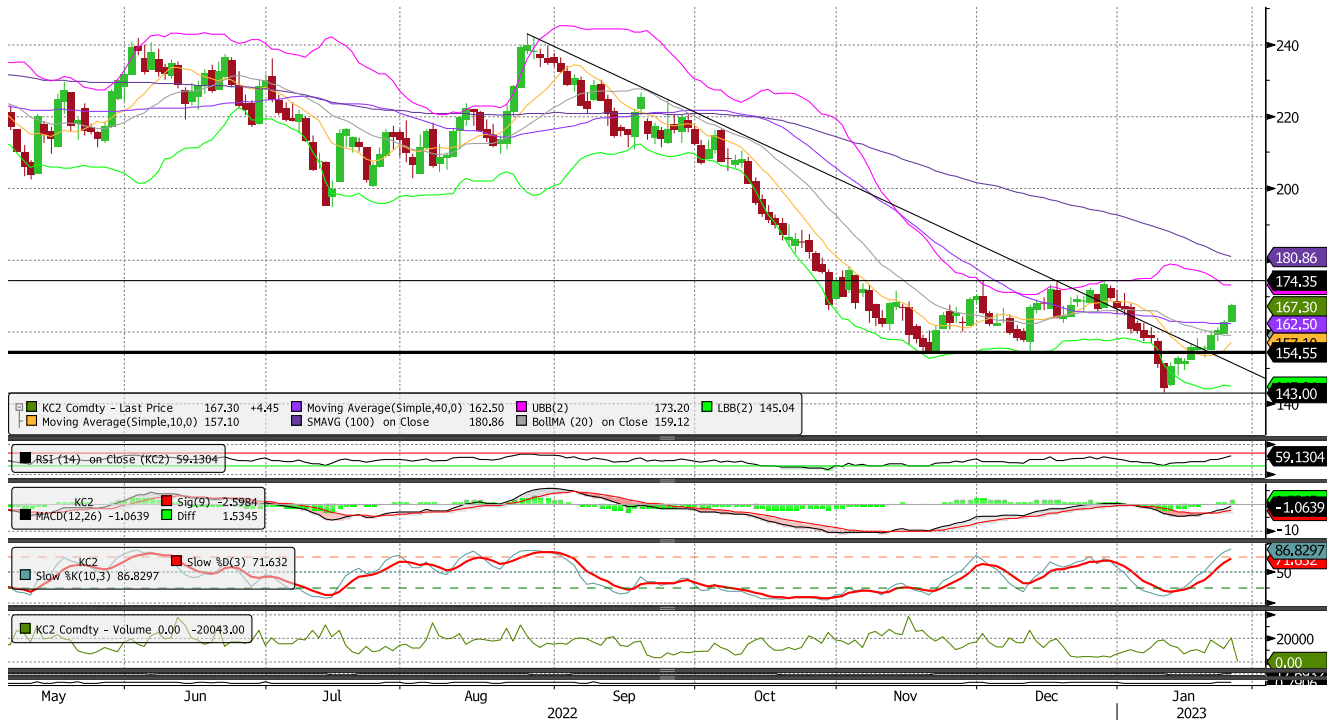 240
220
200
180.86
174.35
167.30
162.50
157.10
154.55
143.00
140
KC2 Comdty - Last Price 167.30 +4.45 Moving Average(Simple,40,0) 162.50 UBB(2) 173.20 LBB(2) 145.04
Moving Average(Simple,10,0) 157.10 SMAVG (100) on Close 180.86 BollMA (20) on Close 159.12
RSI (14) on Close (KC2) 59.1304
59.1304
KC2 Sig(9) -2.5984
MACD(12,26) -1.0639 Diff 1.5345
-1.0639
-10
KC2 Slow %D(3) 71.632
Slow %K(10,3) 86.8297
86.8297
71.632
50
KC2 Comdty - Volume 0.00 -20043.00
20000
0.00
May Jun Jul Aug Sep Oct Nov Dec Jan
2022 2023